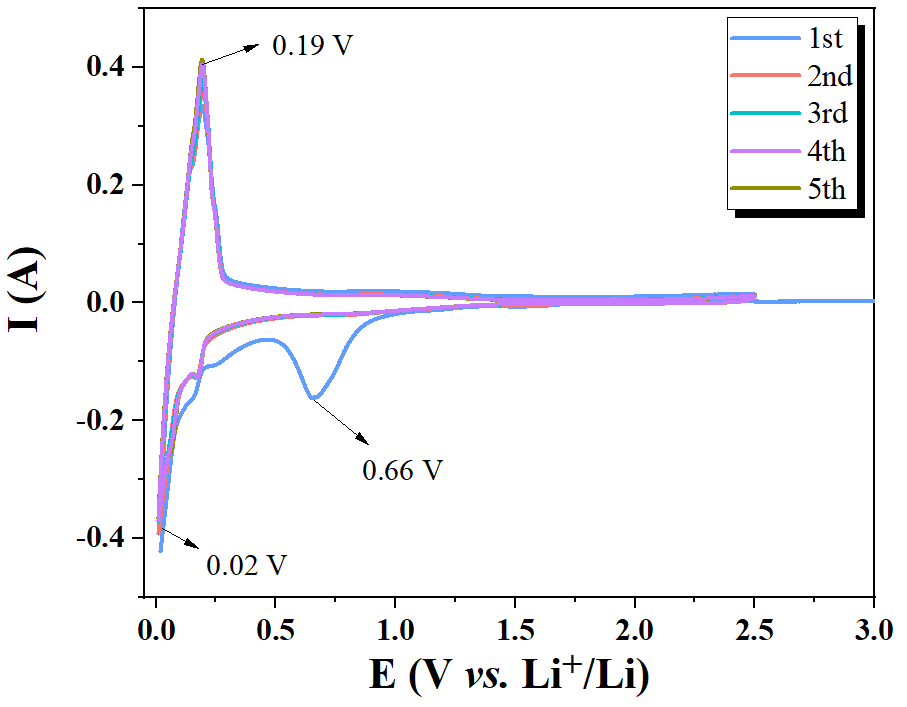 0.19 V
1st
2nd
3rd
4th
5th
0.4
0.2
0.0
-0.2
-0.4
I (A)
0.66 V
0.02 V
0.0 0.5 1.0 1.5 2.0 2.5 3.0
E (V vs. Li⁺/Li)